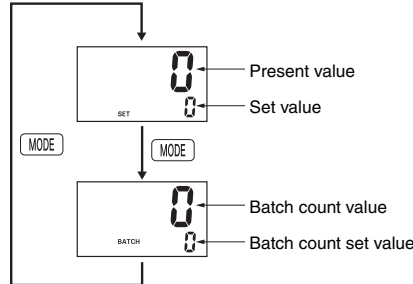 0
Present value
0
Set value
SET
MODE
MODE
0
Batch count value
BATCH
0
Batch count set value